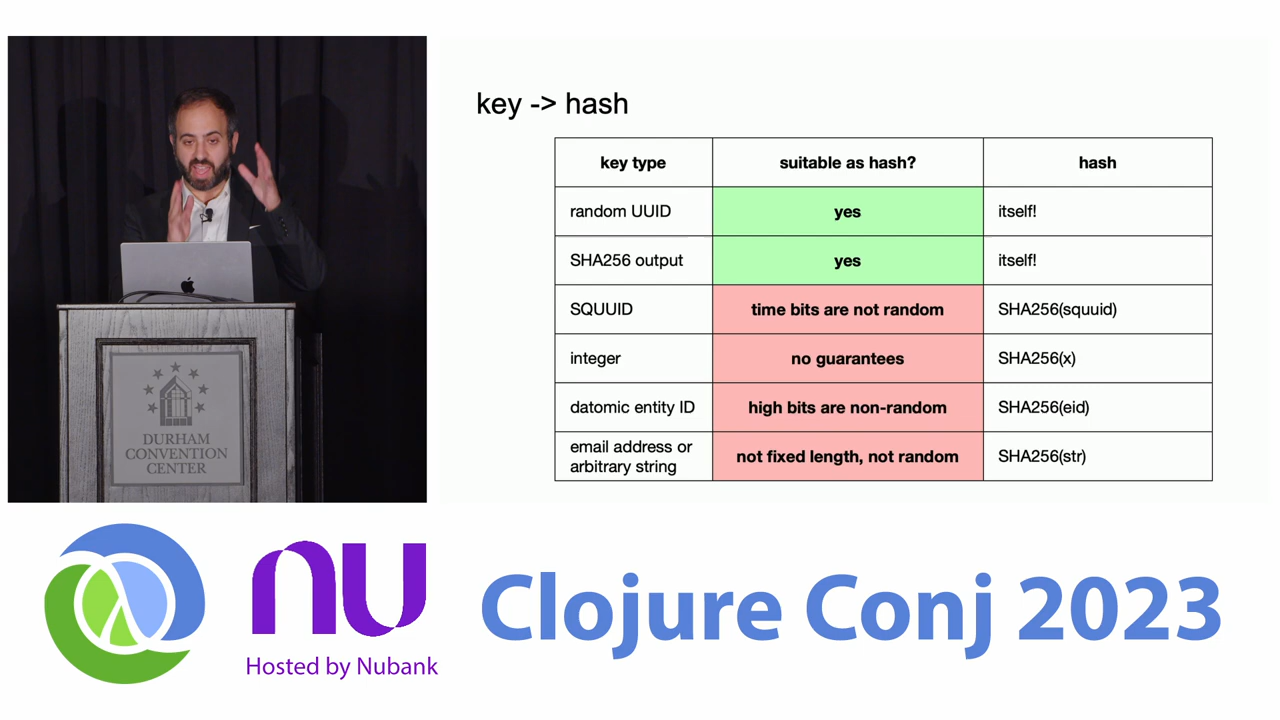 key -> hash
key type suitable as hash? hash
random UUID yes itself!
SHA256 output yes itself!
SQUUID time bits are not random SHA256(squuid)
integer no guarantees SHA256(x)
datomic entity ID high bits are non-random SHA256(eid)
email address or
arbitrary string not fixed length, not random SHA256(str)
DURHAM
CONVENTION
CENTER
nu
Hosted by Nubank
Clojure Conj 2023